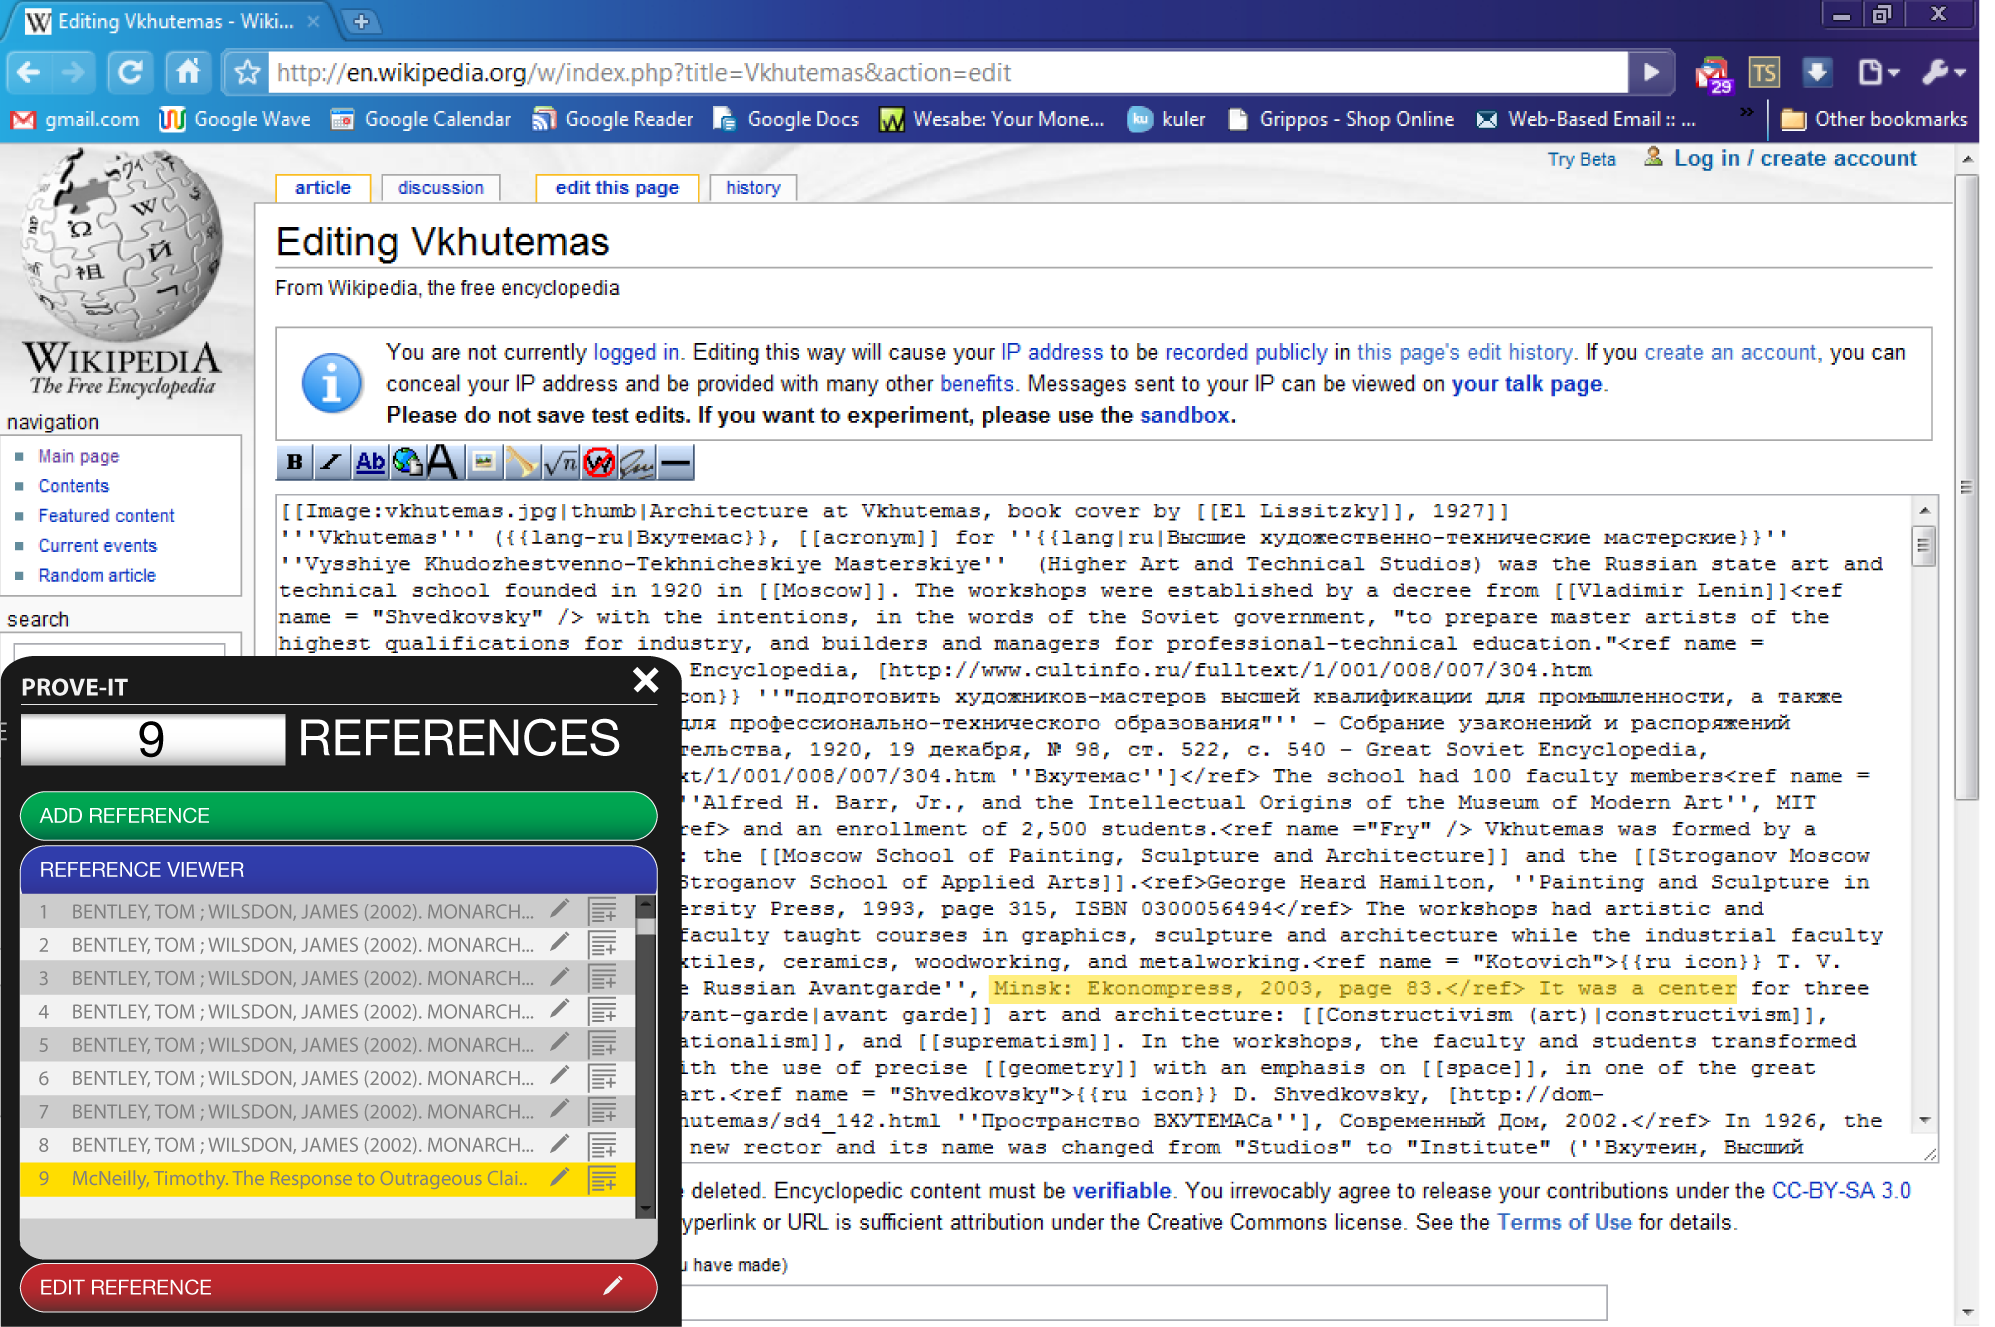 Editing Vkhutemas - Wiki...
http://en.wikipedia.org/w/index.php?title=Vkhutemas&action=edit
29
TS
gmail.com Google Wave Google Calendar Google Reader Google Docs Wesabe: Your Mone... ku kuler Grippos - Shop Online Web-Based Email :: ... » Other bookmarks
Try Beta Log in / create account
article discussion edit this page history
Editing Vkhutemas
From Wikipedia, the free encyclopedia
WIKIPEDIA
The Free Encyclopedia
You are not currently logged in. Editing this way will cause your IP address to be recorded publicly in this page's edit history. If you create an account, you can
conceal your IP address and be provided with many other benefits. Messages sent to your IP can be viewed on your talk page.
Please do not save test edits. If you want to experiment, please use the sandbox.
navigation
Main page
Contents
Featured content
Current events
Random article
search
B I Ab A √n W
[[Image:vkhutemas.jpg|thumb|Architecture at Vkhutemas, book cover by [[El Lissitzky]], 1927]]
'''Vkhutemas''' ({{lang-ru|Вхутемас}}, [[acronym]] for ''{{lang|ru|Высшие художественно-технические мастерские}}''
''Vysshiye Khudozhestvenno-Tekhnicheskiye Masterskiye'' (Higher Art and Technical Studios) was the Russian state art and
technical school founded in 1920 in [[Moscow]]. The workshops were established by a decree from [[Vladimir Lenin]]<ref
name = "Shvedkovsky" /> with the intentions, in the words of the Soviet government, "to prepare master artists of the
highest qualifications for industry, and builders and managers for professional-technical education."<ref name =
Encyclopedia, [http://www.cultinfo.ru/fulltext/1/001/008/007/304.htm
con}} ''"подготовить художников-мастеров высшей квалификации для промышленности, а также
для профессионально-технического образования"'' – Собрание узаконений и распоряжений
тельства, 1920, 19 декабря, № 98, ст. 522, с. 540 – Great Soviet Encyclopedia,
xt/1/001/008/007/304.htm ''Вхутемас'']</ref> The school had 100 faculty members<ref name =
''Alfred H. Barr, Jr., and the Intellectual Origins of the Museum of Modern Art'', MIT
ref> and an enrollment of 2,500 students.<ref name ="Fry" /> Vkhutemas was formed by a
: the [[Moscow School of Painting, Sculpture and Architecture]] and the [[Stroganov Moscow
Stroganov School of Applied Arts]].<ref>George Heard Hamilton, ''Painting and Sculpture in
ersity Press, 1993, page 315, ISBN 0300056494</ref> The workshops had artistic and
faculty taught courses in graphics, sculpture and architecture while the industrial faculty
xtiles, ceramics, woodworking, and metalworking.<ref name = "Kotovich">{{ru icon}} T. V.
e Russian Avantgarde'', Minsk: Ekonompress, 2003, page 83.</ref> It was a center for three
vant-garde|avant garde]] art and architecture: [[Constructivism (art)|constructivism]],
ationalism]], and [[suprematism]]. In the workshops, the faculty and students transformed
ith the use of precise [[geometry]] with an emphasis on [[space]], in one of the great
art.<ref name = "Shvedkovsky">{{ru icon}} D. Shvedkovsky, [http://dom-
hutemas/sd4_142.html ''Пространство ВХУТЕМАСа''], Современный Дом, 2002.</ref> In 1926, the
new rector and its name was changed from "Studios" to "Institute" (''Вхутеин, Высший
deleted. Encyclopedic content must be verifiable. You irrevocably agree to release your contributions under the CC-BY-SA 3.0
yperlink or URL is sufficient attribution under the Creative Commons license. See the Terms of Use for details.
u have made)
PROVE-IT
9 REFERENCES
ADD REFERENCE
REFERENCE VIEWER
1 BENTLEY, TOM ; WILSDON, JAMES (2002). MONARCH...
2 BENTLEY, TOM ; WILSDON, JAMES (2002). MONARCH...
3 BENTLEY, TOM ; WILSDON, JAMES (2002). MONARCH...
4 BENTLEY, TOM ; WILSDON, JAMES (2002). MONARCH...
5 BENTLEY, TOM ; WILSDON, JAMES (2002). MONARCH...
6 BENTLEY, TOM ; WILSDON, JAMES (2002). MONARCH...
7 BENTLEY, TOM ; WILSDON, JAMES (2002). MONARCH...
8 BENTLEY, TOM ; WILSDON, JAMES (2002). MONARCH...
9 McNeilly, Timothy. The Response to Outrageous Clai..
EDIT REFERENCE